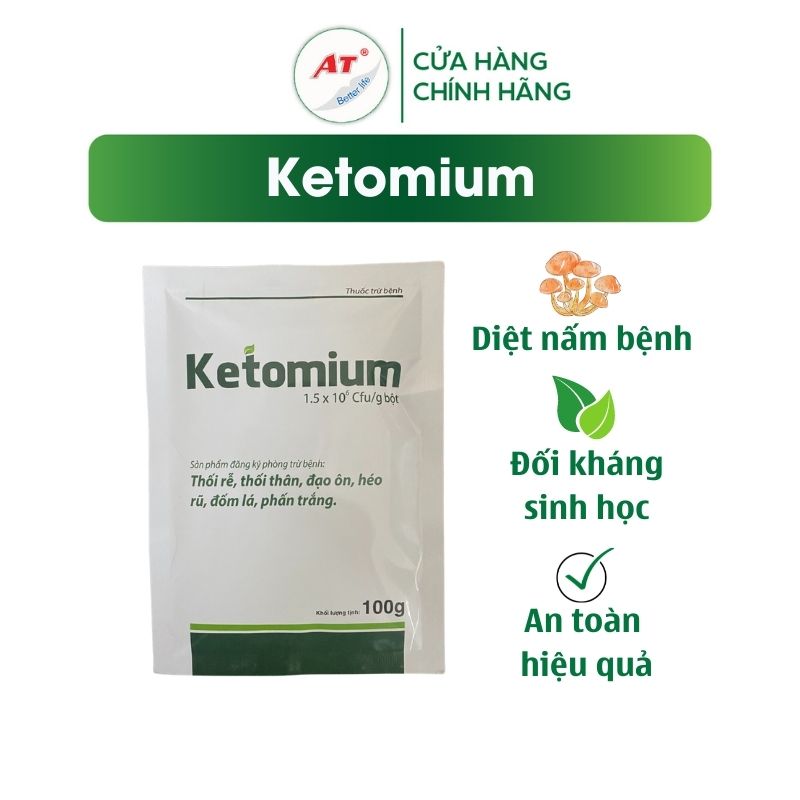 AT®
Better life
CỬA HÀNG
CHÍNH HÃNG
Ketomium
Thuốc trừ bệnh
Ketomium
1.5 x 10⁶ Cfu/g bột
Sản phẩm đăng ký phòng trừ bệnh:
Thối rễ, thối thân, đạo ôn, héo
rũ, đốm lá, phấn trắng.
Khối lượng tịnh: 100g
Diệt nấm bệnh
Đối kháng
sinh học
An toàn
hiệu quả